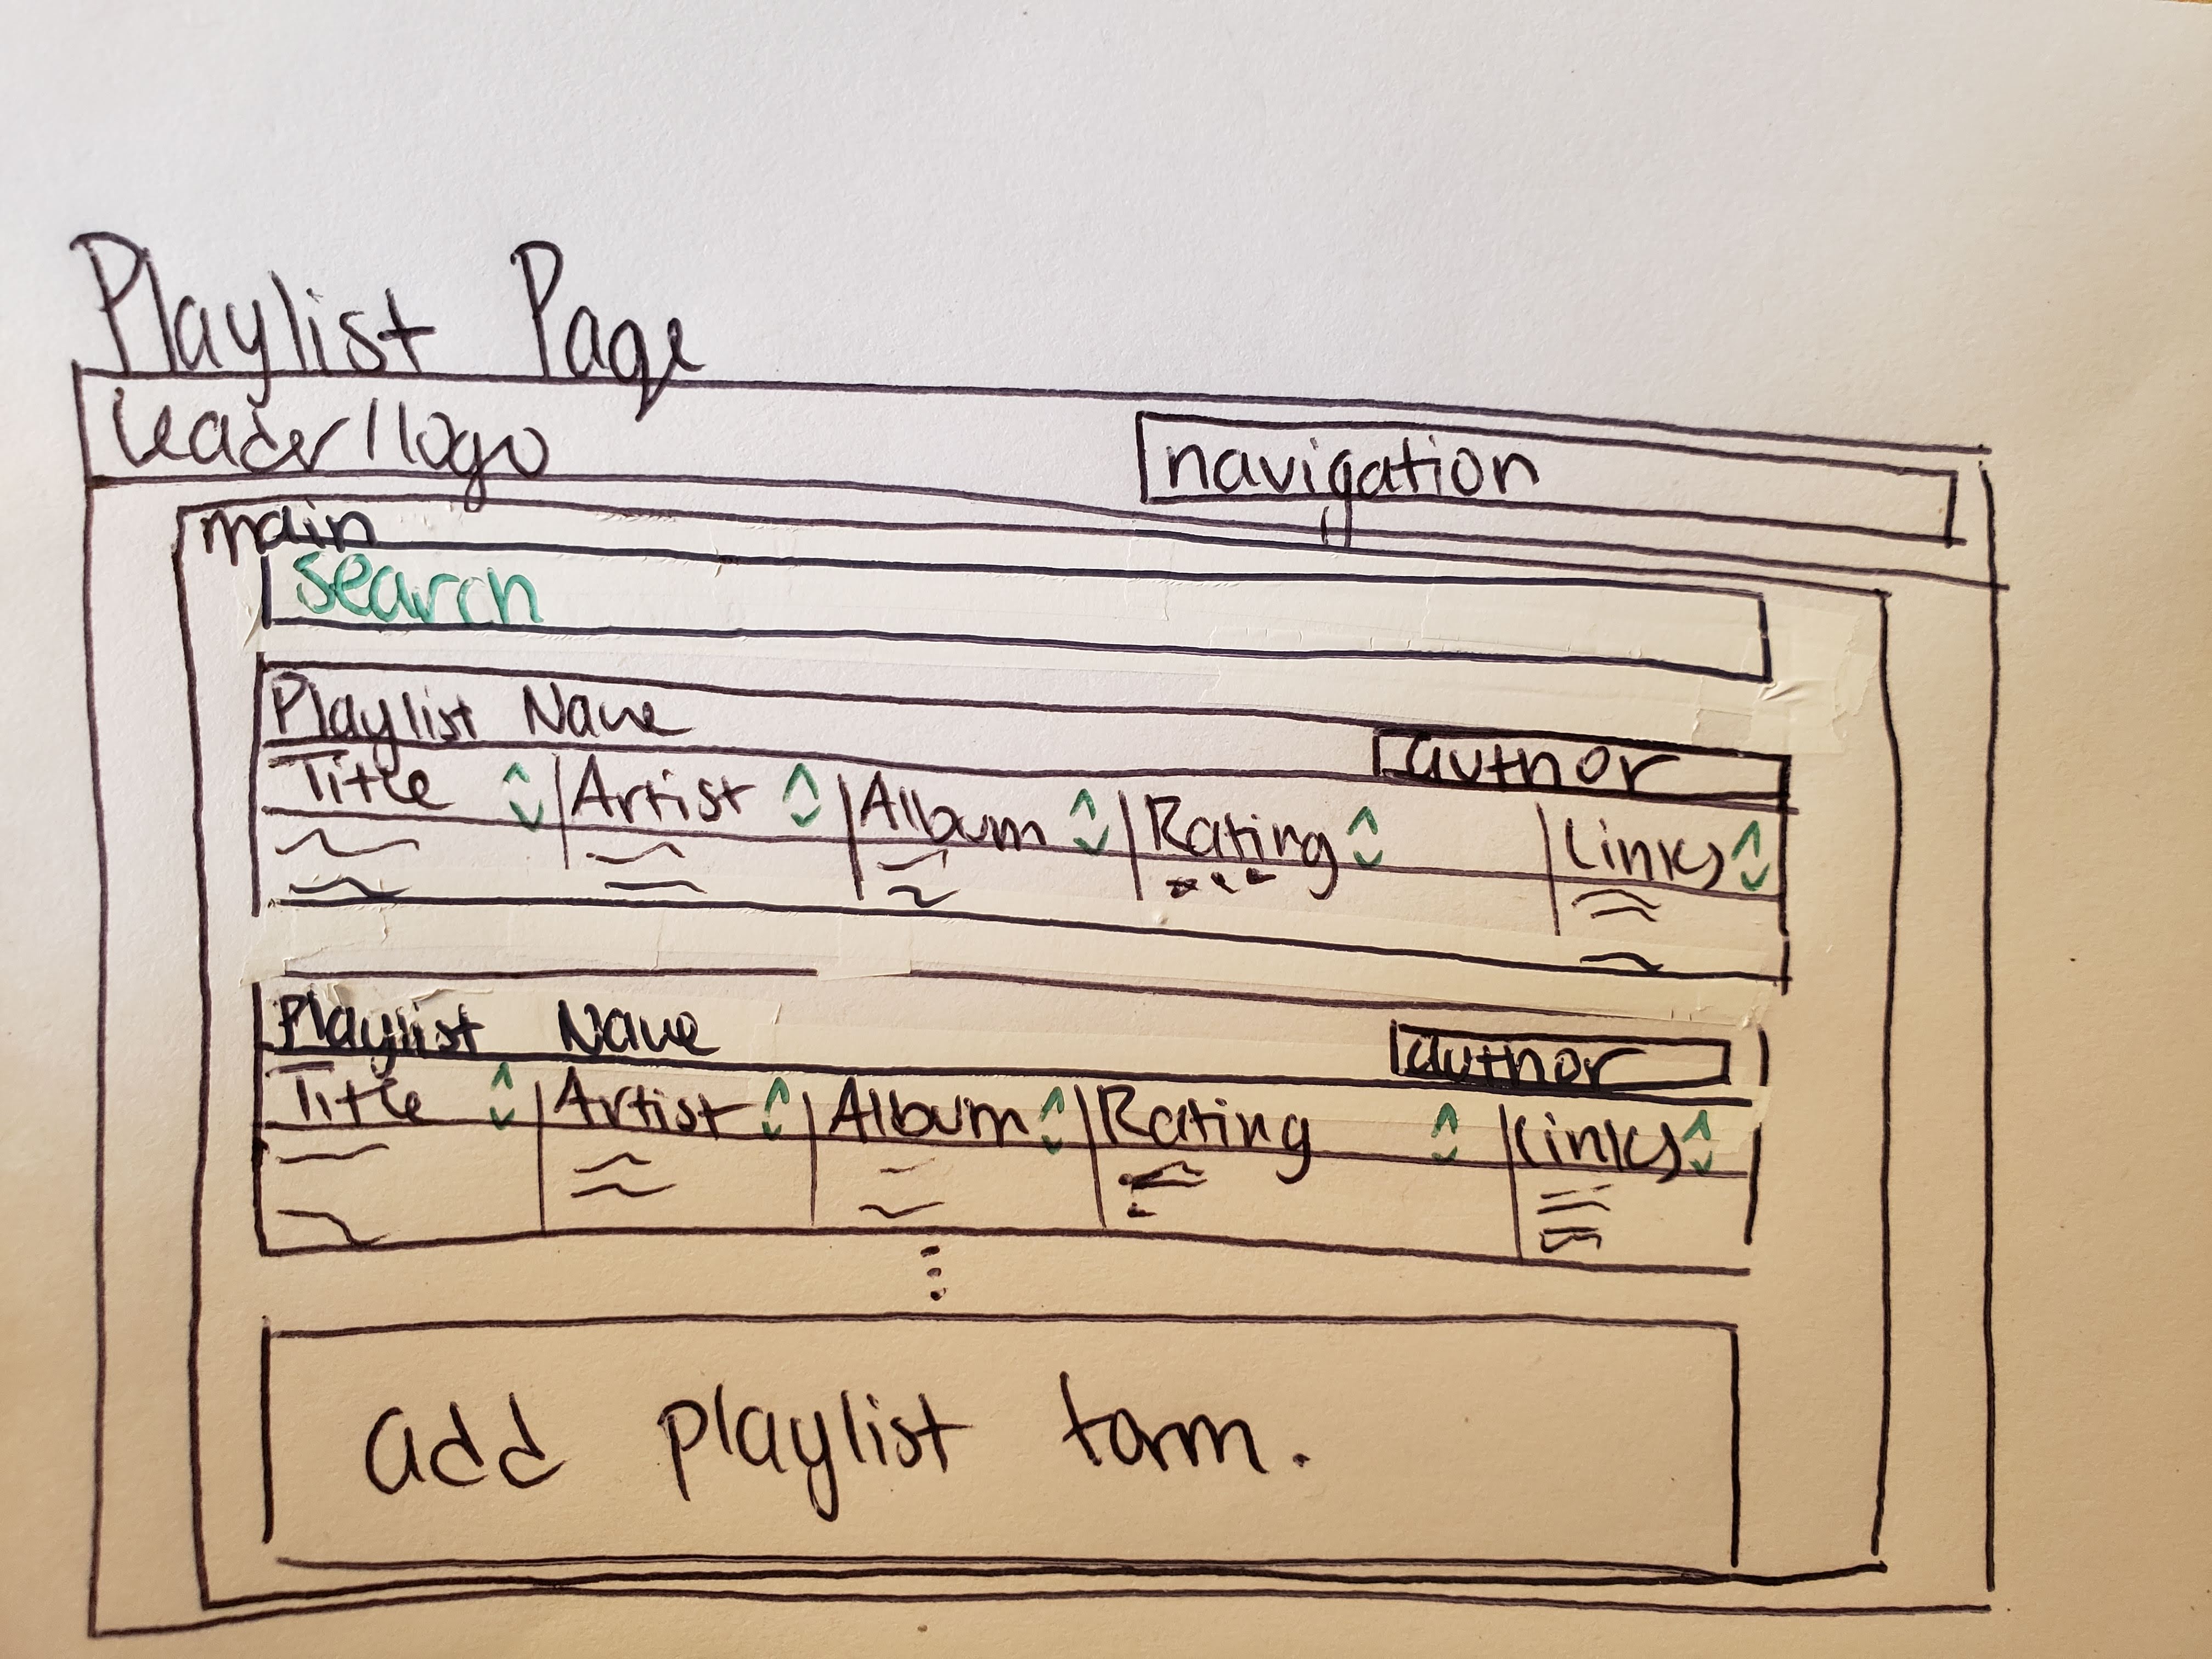 Playlist Page
header/logo
navigation
main
search
Playlist Name
author
Title Artist Album Rating Links
Playlist Name
author
Title Artist Album Rating Links
add playlist form.